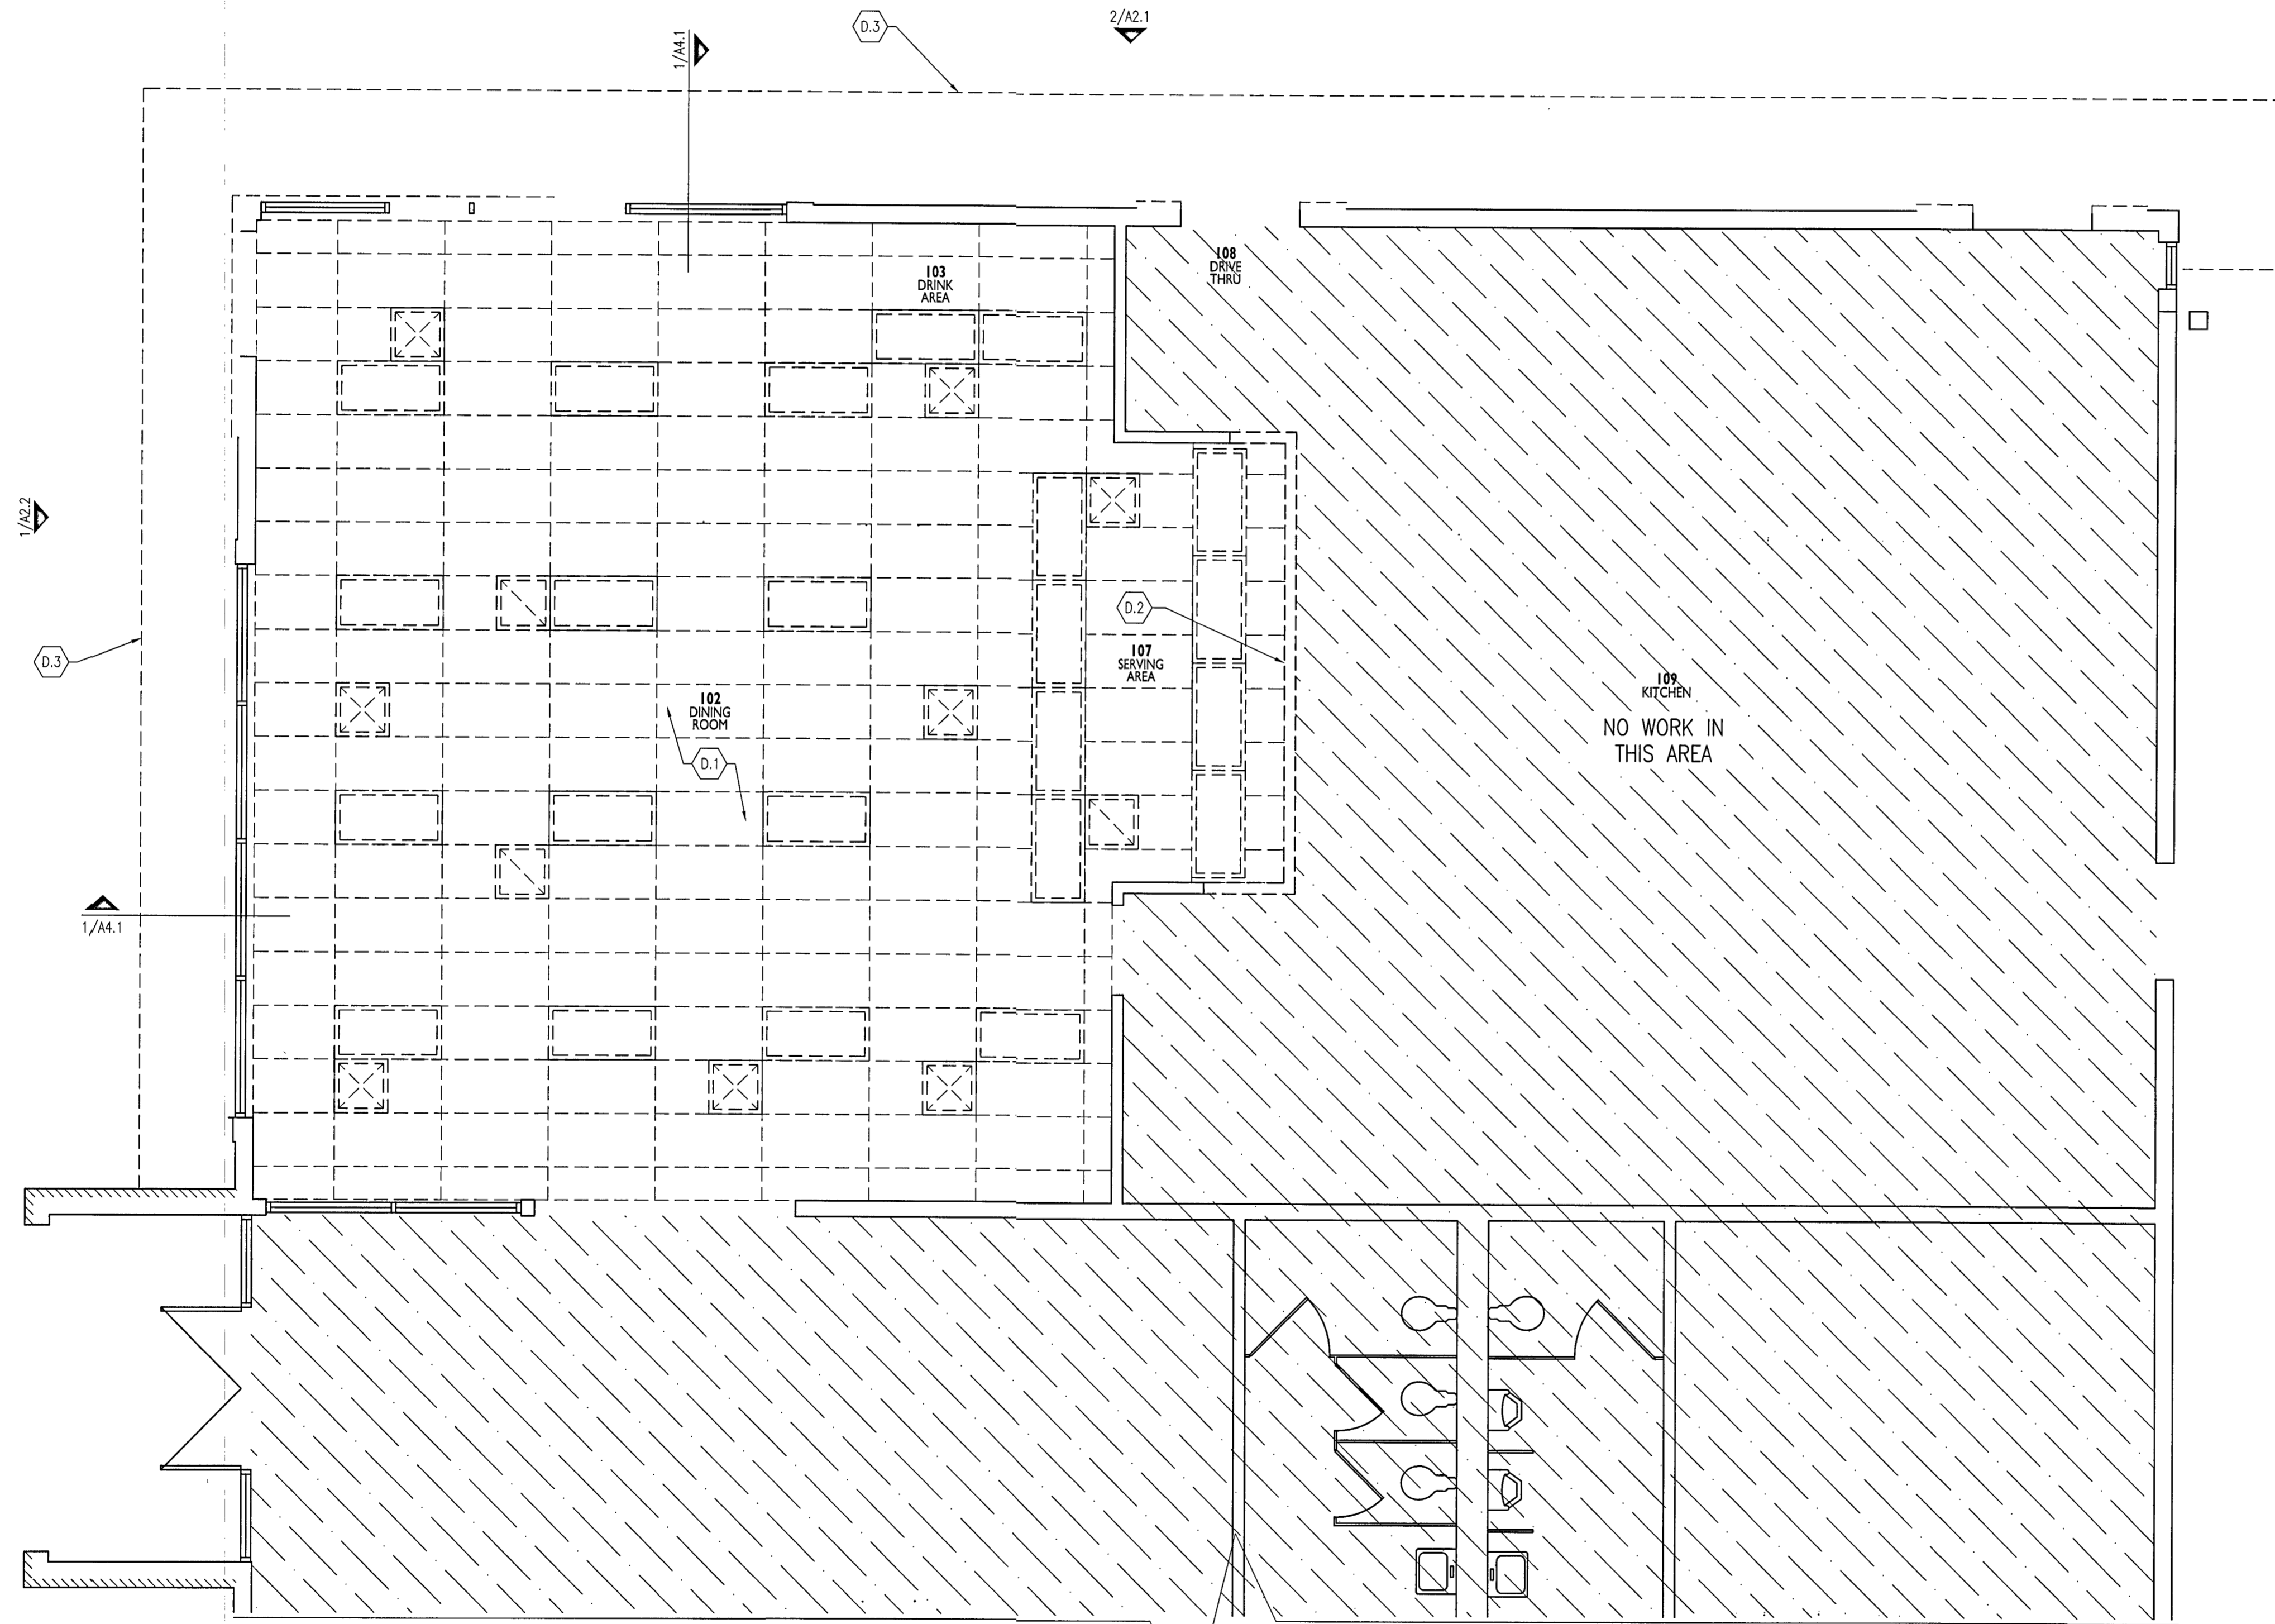 2/A2.1
D.3
1/A4.1
108
DRIVE
THRU
103
DRINK
AREA
1/A2.2
D.2
D.3
107
SERVING
AREA
109
KITCHEN
NO WORK IN
THIS AREA
102
DINING
ROOM
D.1
1/A4.1